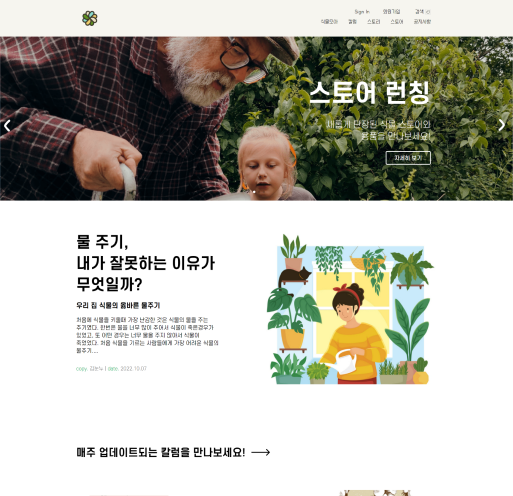 Sign In 회원가입 검색
식물도어 칼럼 스토리 스토어 공지사항
스토어 런칭
새롭게 단장된 식물 스토어와
용품을 만나보세요!
자세히 보기
물 주기,
내가 잘못하는 이유가
무엇일까?
우리 집 식물의 올바른 물주기
처음에 식물을 키울때 가장 난감한 것은 식물의 물을 주는
주기였다. 한번은 물을 너무 많이 주어서 식물이 죽은경우가
있었고, 또 어떤 경우는 너무 물을 주지 않아서 식물이
죽었었다. 처음 식물을 기르는 사람들에게 가장 어려운 식물의
물주기....
copy. | date. 2022.10.07
매주 업데이트되는 칼럼을 만나보세요!